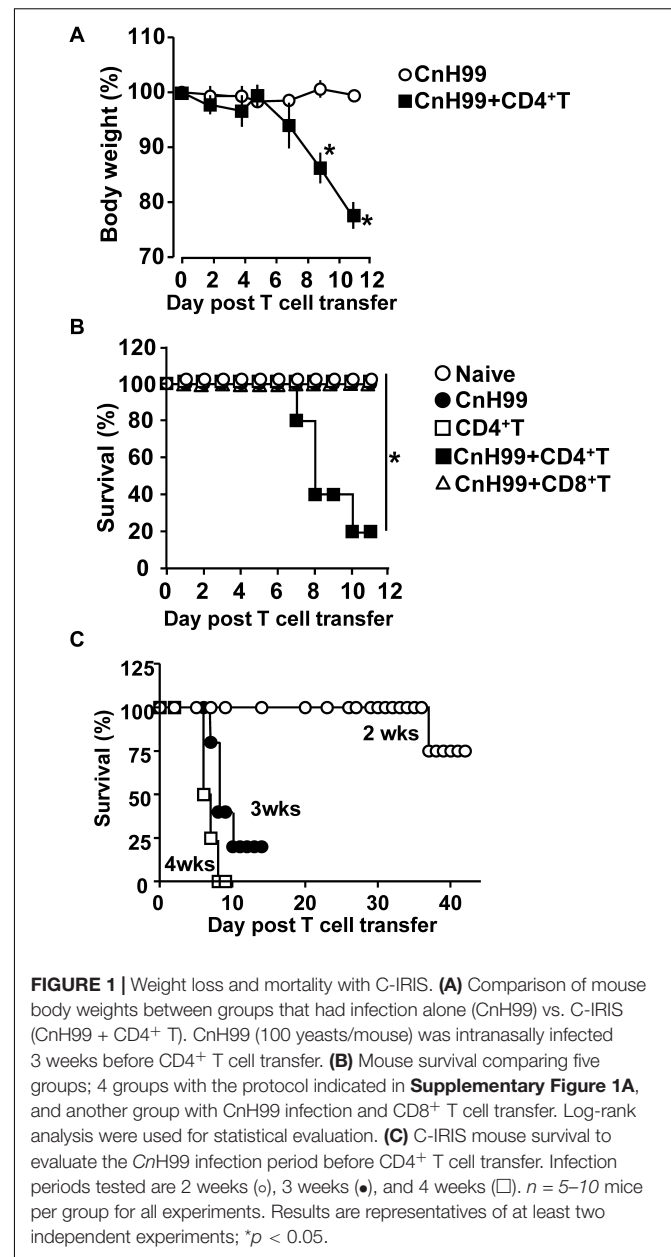 A
110
100
90
80
70
Body weight (%)
0 2 4 6 8 10 12
Day post T cell transfer
CnH99
CnH99+CD4⁺T
*
*
B
120
100
80
60
40
20
0
Survival (%)
0 2 4 6 8 10 12
Day post T cell transfer
*
Naive
CnH99
CD4⁺T
CnH99+CD4⁺T
CnH99+CD8⁺T
C
125
100
75
50
25
0
Survival (%)
2 wks
3wks
4wks
0 10 20 30 40
Day post T cell transfer
FIGURE 1 | Weight loss and mortality with C-IRIS. (A) Comparison of mouse
body weights between groups that had infection alone (CnH99) vs. C-IRIS
(CnH99 + CD4⁺ T). CnH99 (100 yeasts/mouse) was intranasally infected
3 weeks before CD4⁺ T cell transfer. (B) Mouse survival comparing five
groups; 4 groups with the protocol indicated in Supplementary Figure 1A,
and another group with CnH99 infection and CD8⁺ T cell transfer. Log-rank
analysis were used for statistical evaluation. (C) C-IRIS mouse survival to
evaluate the CnH99 infection period before CD4⁺ T cell transfer. Infection
periods tested are 2 weeks (○), 3 weeks (●), and 4 weeks (□). n = 5–10 mice
per group for all experiments. Results are representatives of at least two
independent experiments; *p < 0.05.